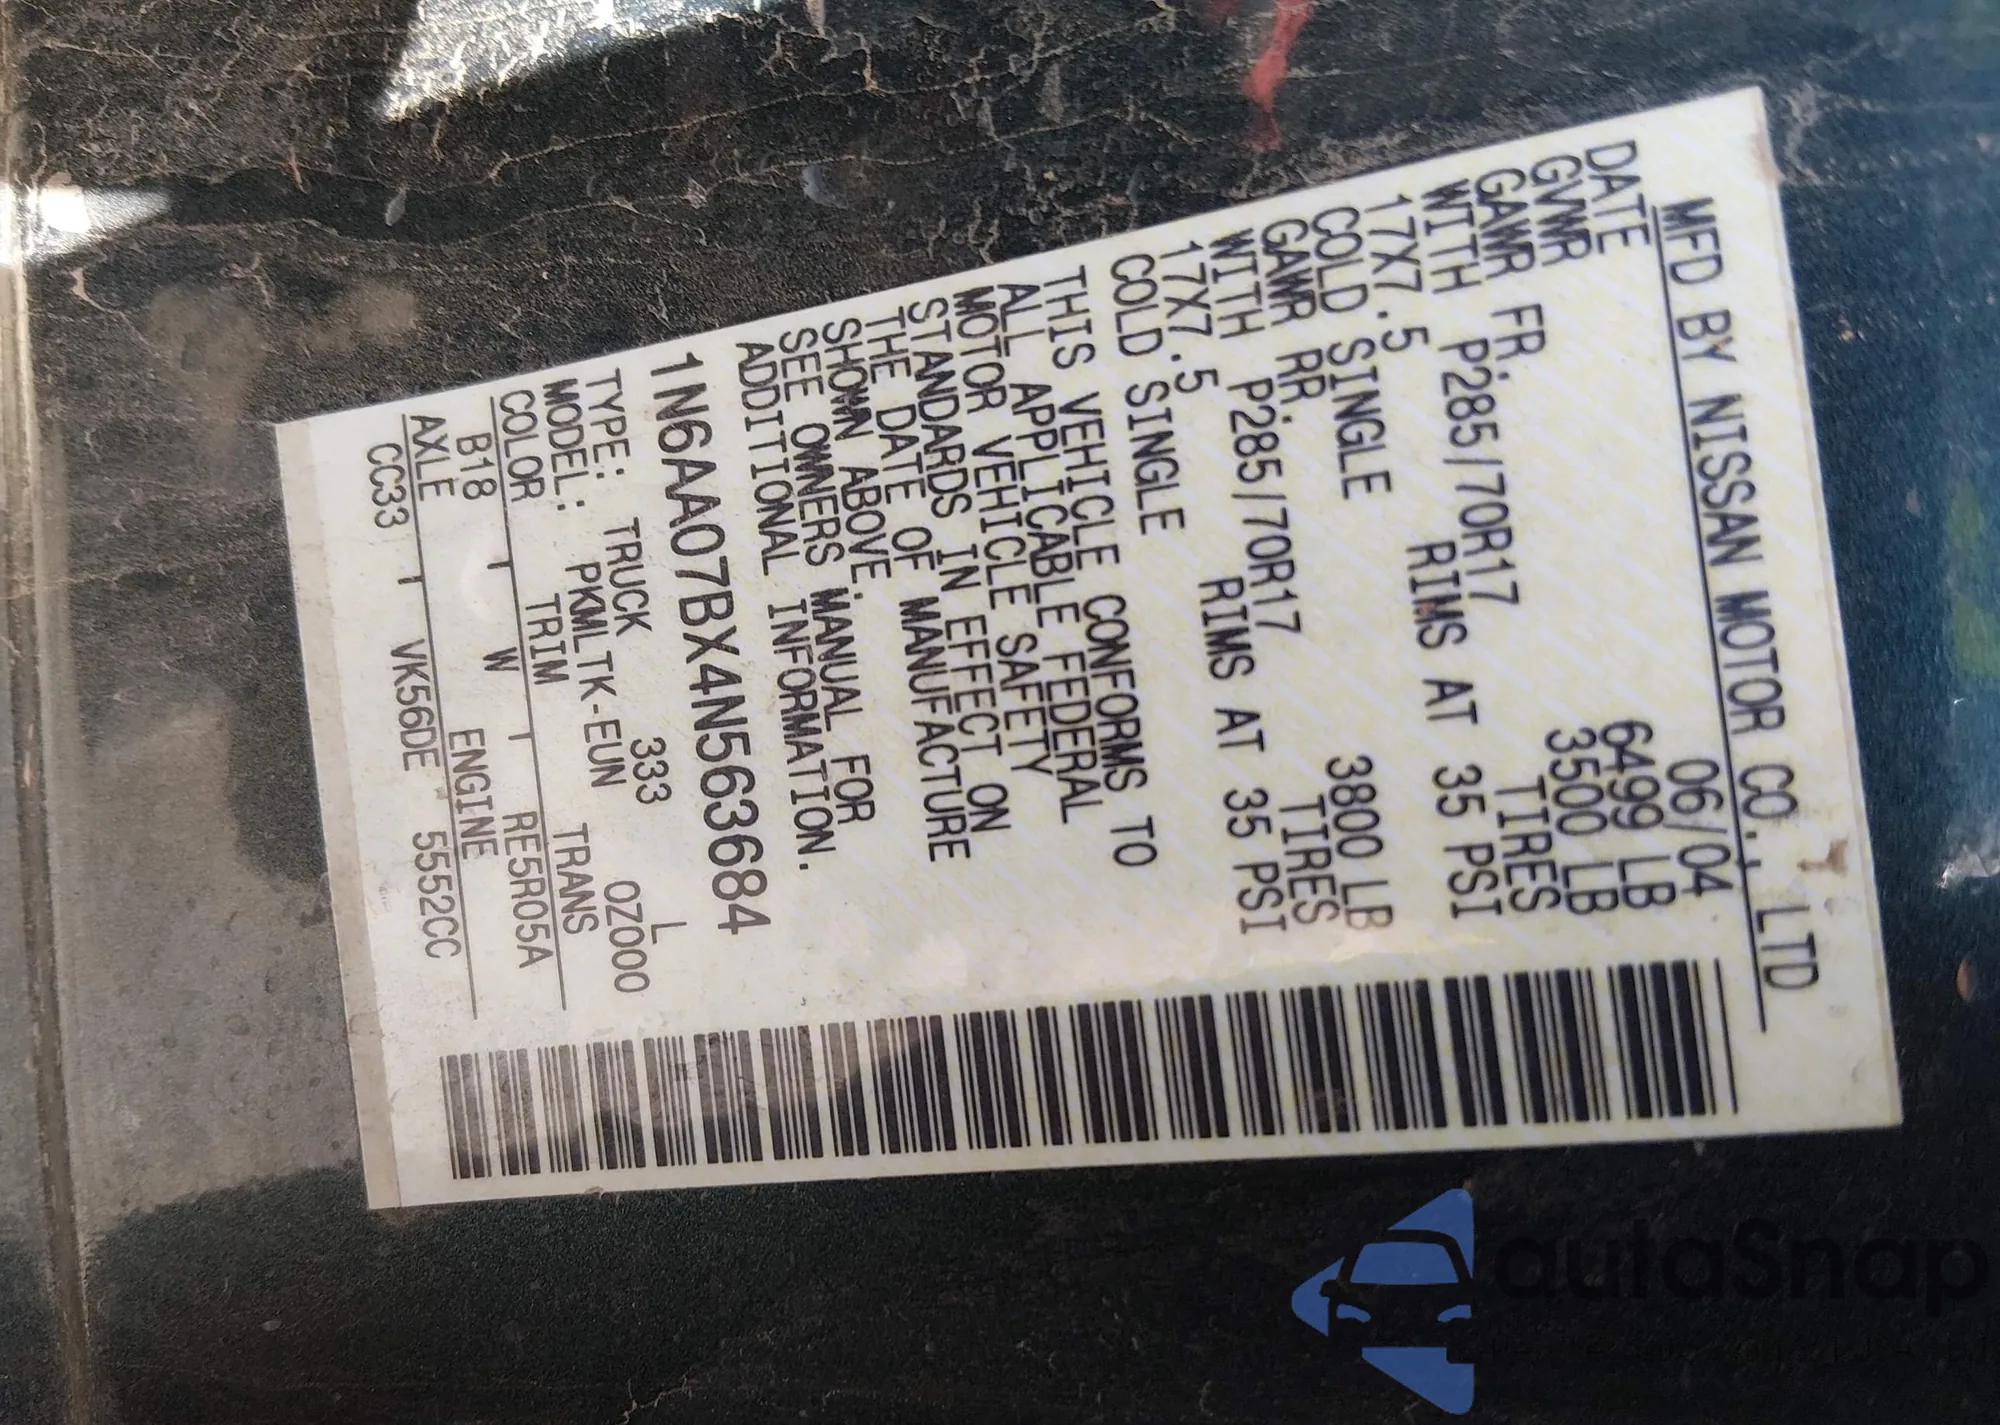 MFD BY NISSAN MOTOR CO., LTD
DATE 06/04
GVWR 6499 LB
GAWR FR. 3500 LB
WITH P285/70R17 TIRES
17X7.5 RIMS AT 35 PSI
COLD SINGLE
GAWR RR. 3800 LB
WITH P285/70R17 TIRES
17X7.5 RIMS AT 35 PSI
COLD SINGLE
THIS VEHICLE CONFORMS TO
ALL APPLICABLE FEDERAL
MOTOR VEHICLE SAFETY
STANDARDS IN EFFECT ON
THE DATE OF MANUFACTURE
SHOWN ABOVE.
SEE OWNERS MANUAL FOR
ADDITIONAL INFORMATION.
1N6AA07BX4N563684
TYPE: TRUCK 333 L
MODEL: PKMLTK-EUN 0Z000
COLOR TRIM TRANS
B18 W RE5R05A
AXLE ENGINE
CC33 VK56DE 5552CC
autoSnap